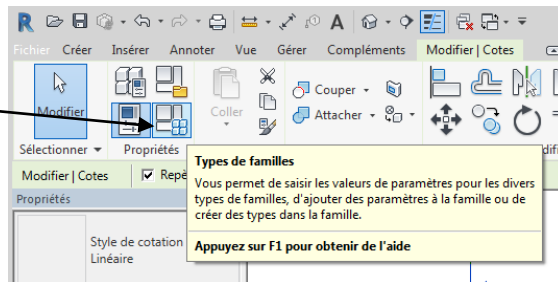 R A
Fichier Créer Insérer Annoter Vue Gérer Compléments Modifier | Cotes
Modifier
Coller
Couper
Attacher
Sélectionner Propriétés
Modifier | Cotes
Types de familles
Vous permet de saisir les valeurs de paramètres pour les divers
types de familles, d'ajouter des paramètres à la famille ou de
créer des types dans la famille.
Appuyez sur F1 pour obtenir de l'aide
Propriétés
Style de cotation
Linéaire